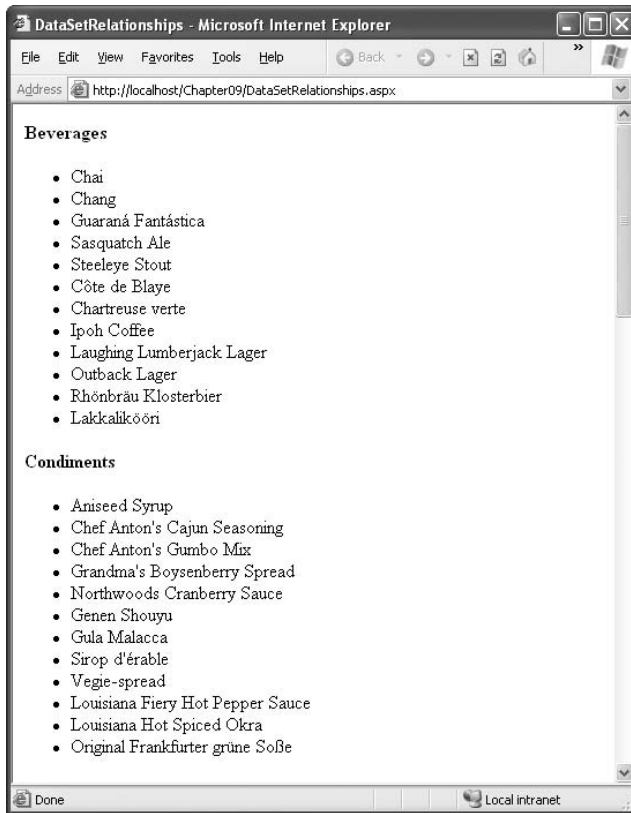 DataSetRelationships - Microsoft Internet Explorer
File Edit View Favorites Tools Help Back »
Address http://localhost/Chapter09/DataSetRelationships.aspx
Beverages
• Chai
• Chang
• Guaraná Fantástica
• Sasquatch Ale
• Steeleye Stout
• Côte de Blaye
• Chartreuse verte
• Ipoh Coffee
• Laughing Lumberjack Lager
• Outback Lager
• Rhönbräu Klosterbier
• Lakkalikööri
Condiments
• Aniseed Syrup
• Chef Anton's Cajun Seasoning
• Chef Anton's Gumbo Mix
• Grandma's Boysenberry Spread
• Northwoods Cranberry Sauce
• Genen Shouyu
• Gula Malacca
• Sirop d'érable
• Vegie-spread
• Louisiana Fiery Hot Pepper Sauce
• Louisiana Hot Spiced Okra
• Original Frankfurter grüne Soße
Done Local intranet